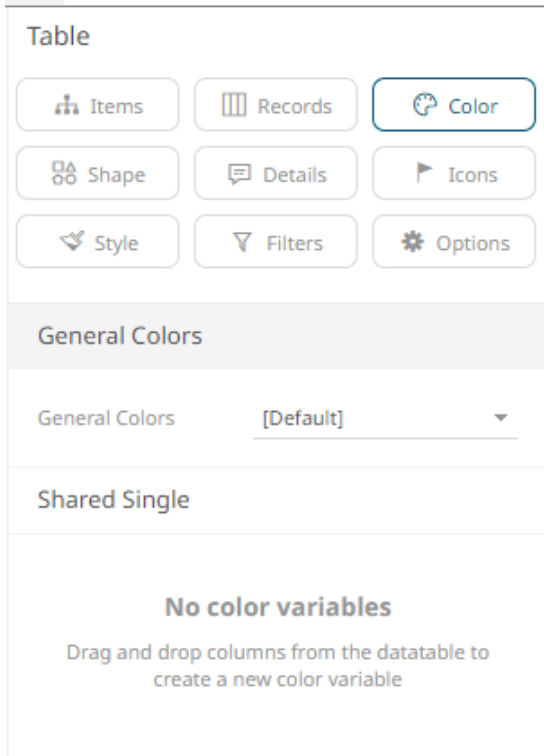 Table
Items Records Color
Shape Details Icons
Style Filters Options
General Colors
General Colors [Default]
Shared Single
No color variables
Drag and drop columns from the datatable to
create a new color variable